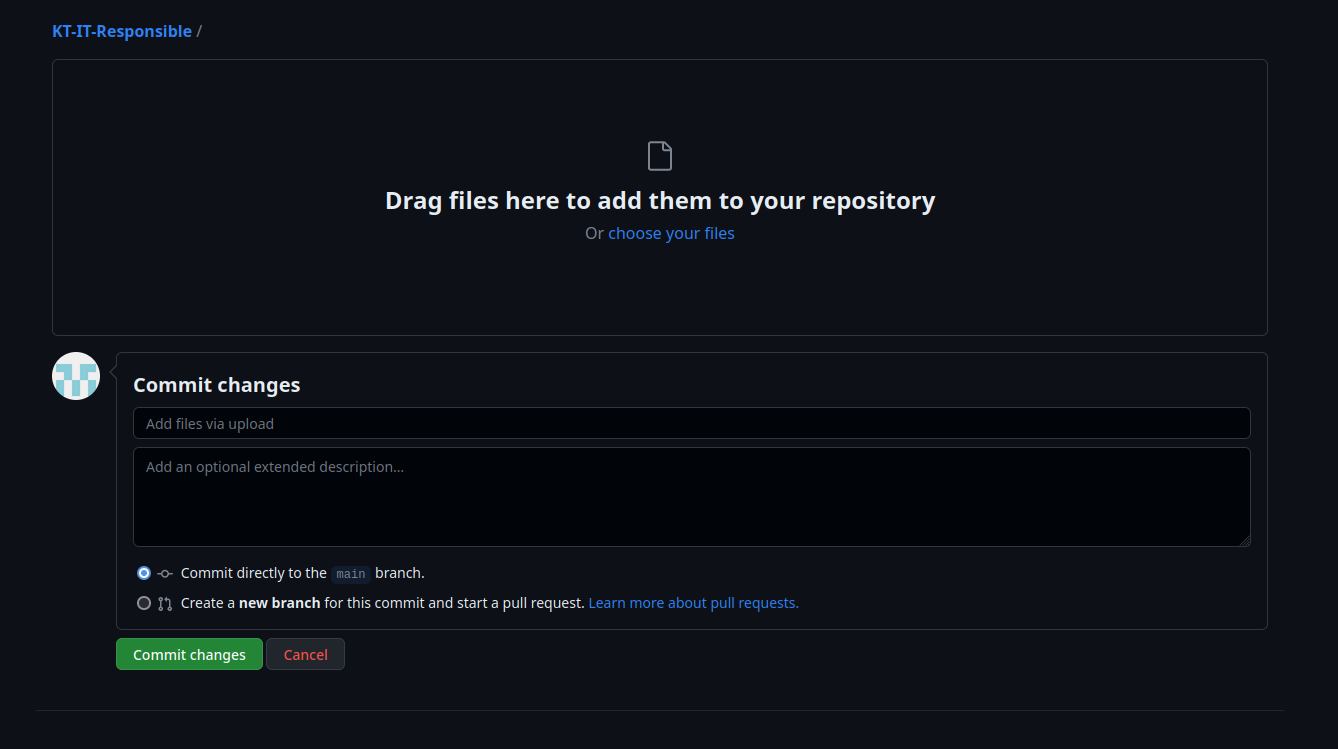 KT-IT-Responsible /
Drag files here to add them to your repository
Or choose your files
Commit changes
Add files via upload
Add an optional extended description...
Commit directly to the main branch.
Create a new branch for this commit and start a pull request. Learn more about pull requests.
Commit changes Cancel